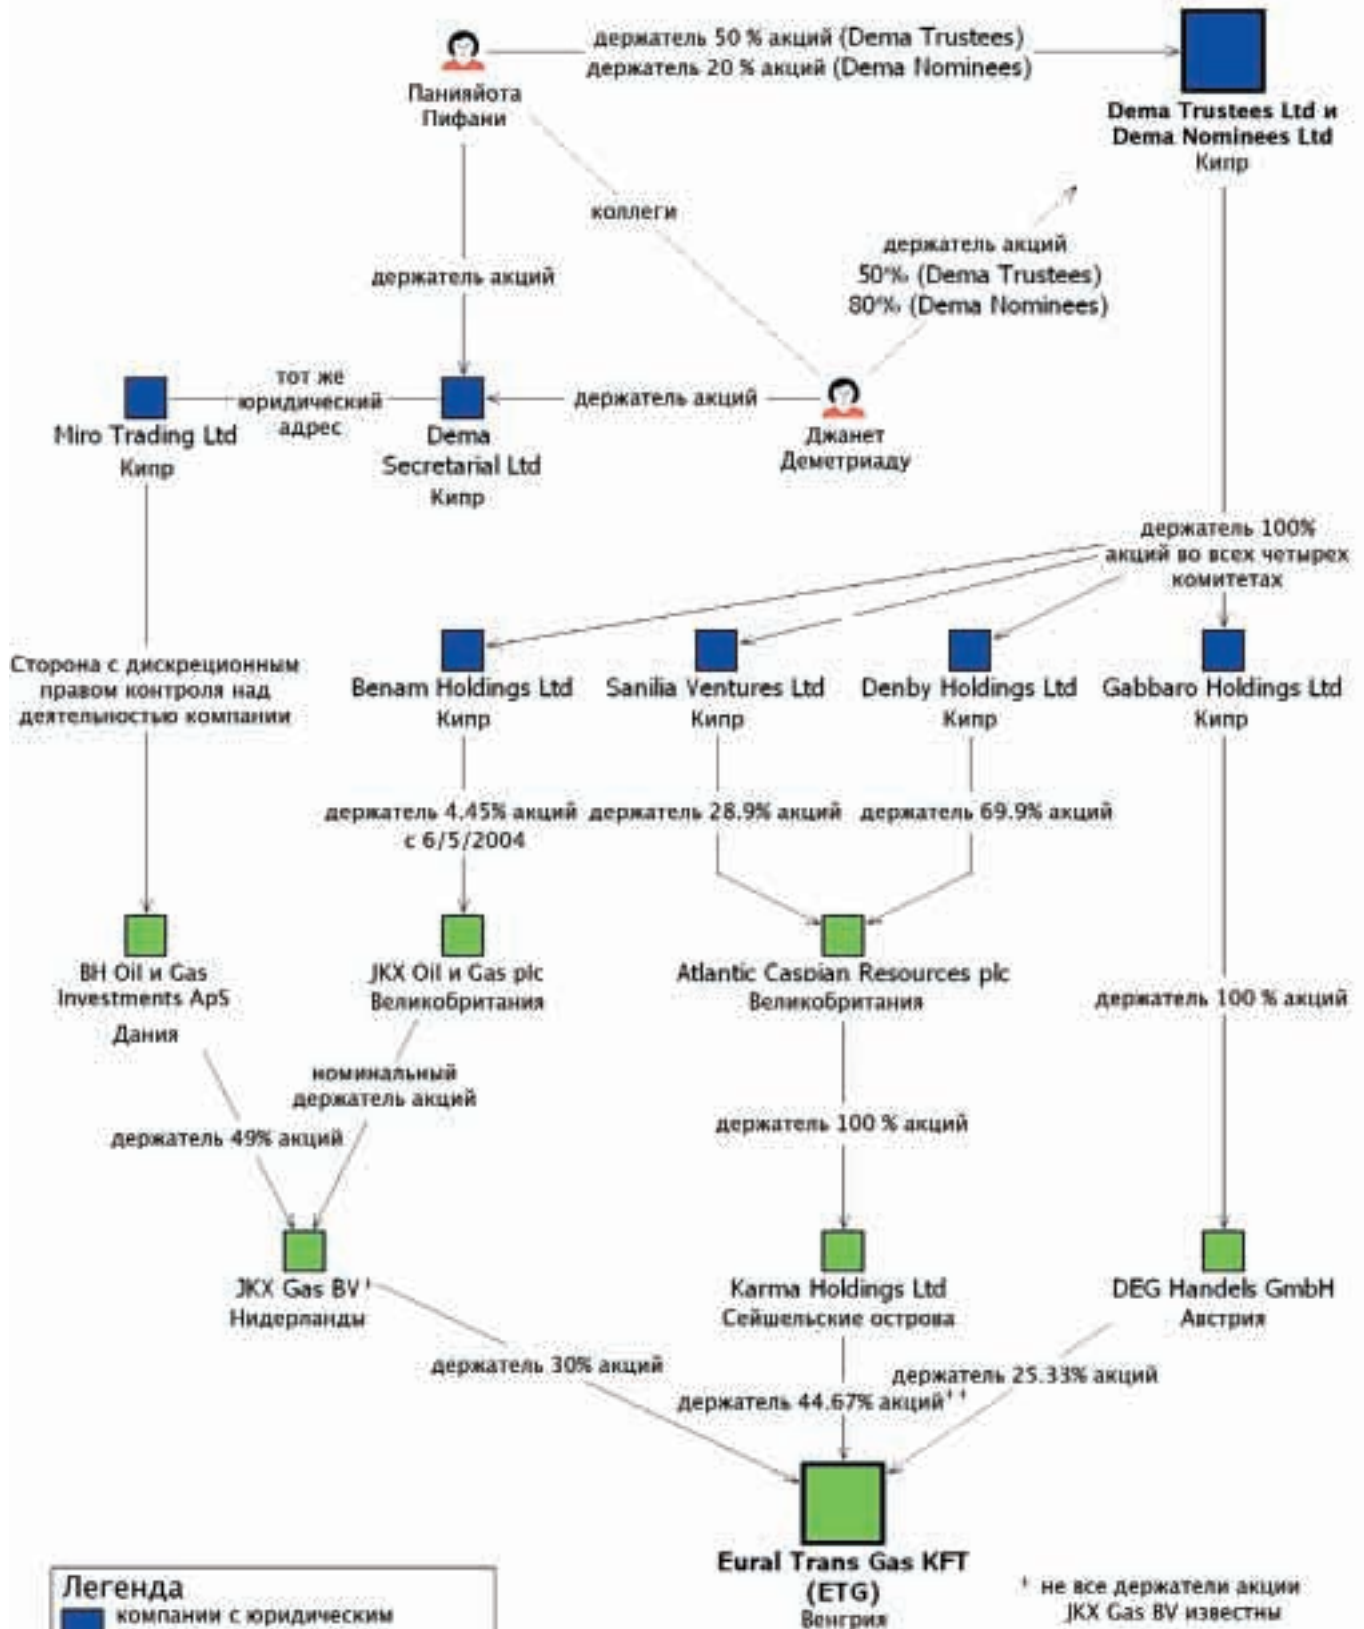 держатель 50 % акций (Dema Trustees)
держатель 20 % акций (Dema Nominees)
Панияйота
Пифани
Dema Trustees Ltd и
Dema Nominees Ltd
Кипр
коллеги
держатель акций
50% (Dema Trustees)
80% (Dema Nominees)
держатель акций
тот же
юридический
адрес
держатель акций
Miro Trading Ltd
Кипр
Dema
Secretarial Ltd
Кипр
Джанет
Деметриаду
держатель 100%
акций во всех четырех
комитетах
Сторона с дискреционным
правом контроля над
деятельностью компании
Benam Holdings Ltd
Кипр
Sanilia Ventures Ltd
Кипр
Denby Holdings Ltd
Кипр
Gabbaro Holdings Ltd
Кипр
держатель 4.45% акций
с 6/5/2004
держатель 28.9% акций
держатель 69.9% акций
BH Oil и Gas
Investments ApS
Дания
JKX Oil и Gas plc
Великобритания
Atlantic Caspian Resources plc
Великобритания
держатель 100 % акций
номинальный
держатель акций
держатель 49% акций
держатель 100 % акций
JKX Gas BV †
Нидерланды
Karma Holdings Ltd
Сейшельские острова
DEG Handels GmbH
Австрия
держатель 30% акций
держатель 25.33% акций
держатель 44.67% акций††
Eural Trans Gas KFT
(ETG)
Венгрия
Легенда
компании с юридическим
† не все держатели акции
JKX Gas BV известны